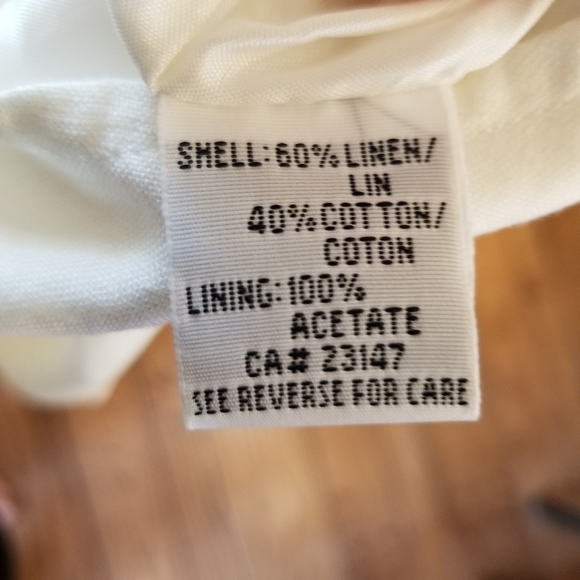 SHELL: 60% LINEN/
LIN
40% COTTON/
COTON
LINING: 100%
ACETATE
CA# 23147
SEE REVERSE FOR CARE